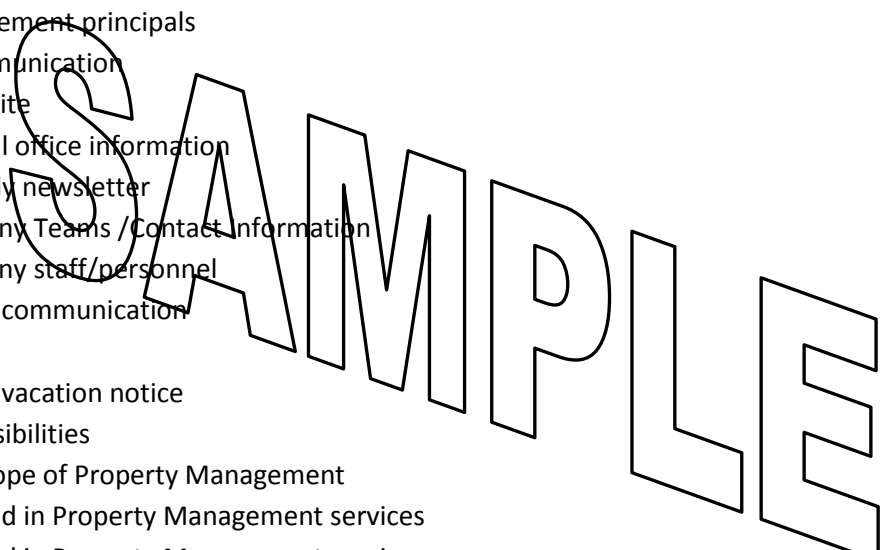 ement principals
munication
ite
l office information
ly newsletter
ny Teams /Contact Information
ny staff/personnel
communication
vacation notice
sibilities
ope of Property Management
d in Property Management services
SAMPLE